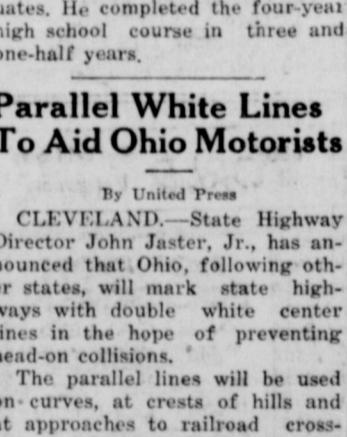 uates. He completed the four-year
high school course in three and
one-half years.
Parallel White Lines
To Aid Ohio Motorists
By United Press
CLEVELAND.—State Highway
Director John Jaster, Jr., has an-
nounced that Ohio, following oth-
er states, will mark state high-
ways with double white center
lines in the hope of preventing
head-on collisions.
The parallel lines will be used
on curves, at crests of hills and
at approaches to railroad cross-